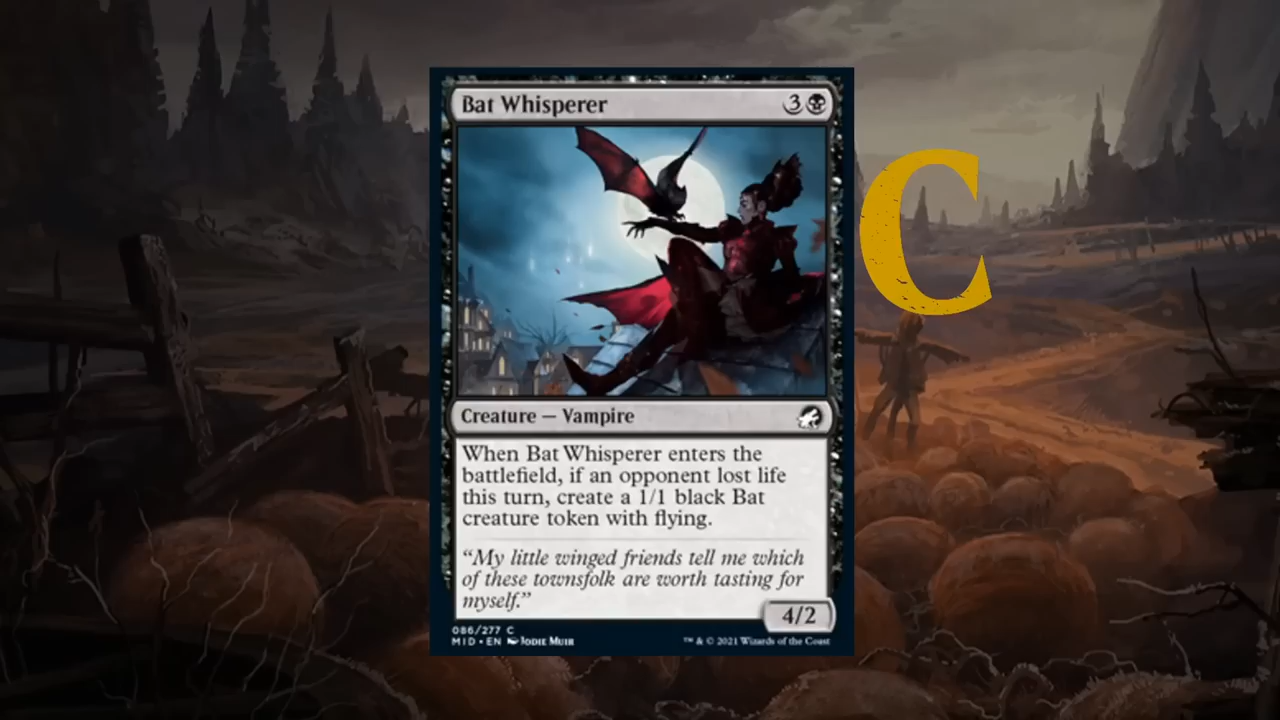 Bat Whisperer 3
C
Creature — Vampire
When Bat Whisperer enters the
battlefield, if an opponent lost life
this turn, create a 1/1 black Bat
creature token with flying.
“My little winged friends tell me which
of these townsfolk are worth tasting for
myself.”
4/2
086/277 C
MID • EN JODIE MUIR
™ & © 2021 Wizards of the Coast